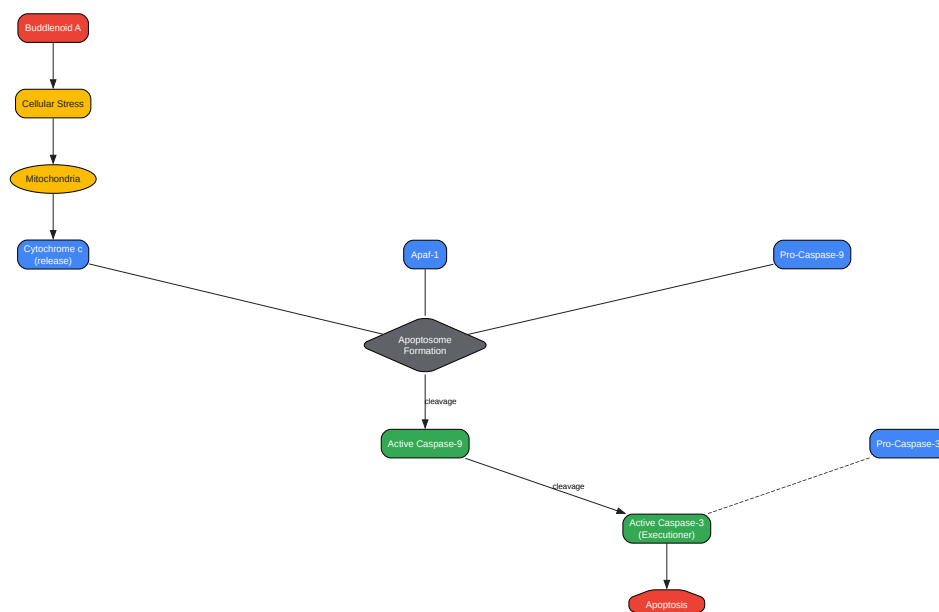 Buddlenoid A
Cellular Stress
Mitochondria
Cytochrome c
(release)
Apaf-1
Pro-Caspase-9
Apoptosome
Formation
cleavage
Active Caspase-9
Pro-Caspase-3
cleavage
Active Caspase-3
(Executioner)
Apoptosis